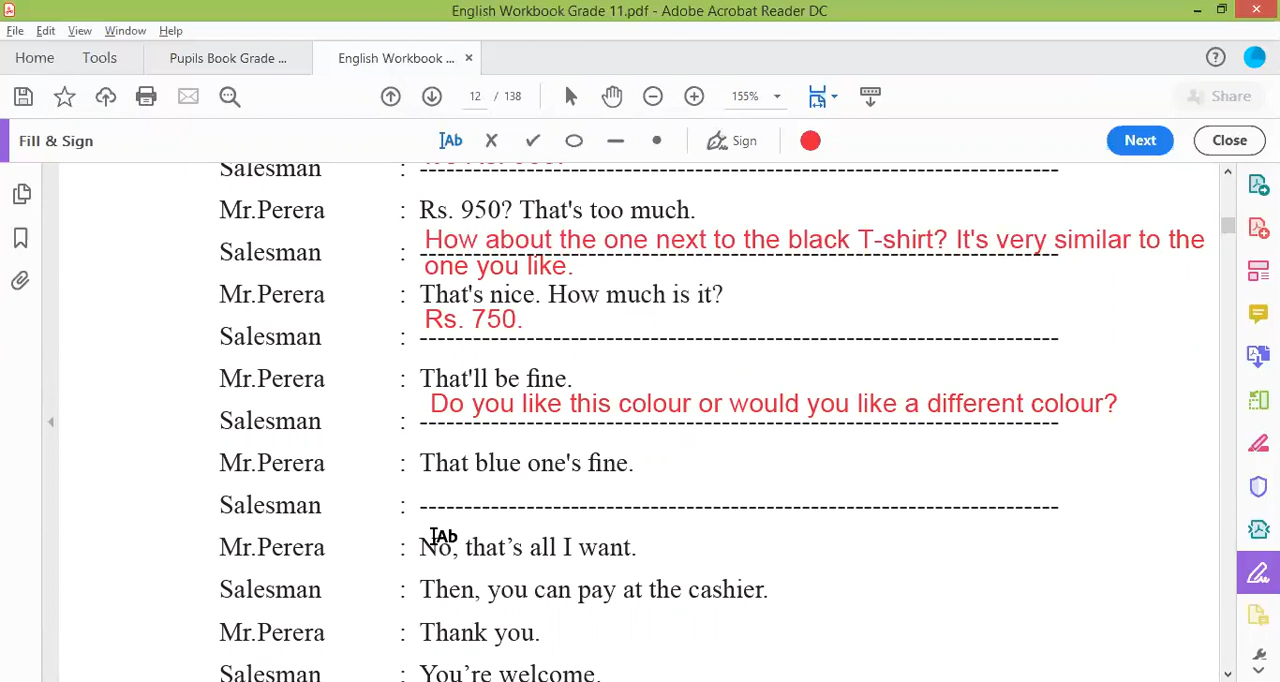 English Workbook Grade 11.pdf - Adobe Acrobat Reader DC
File Edit View Window Help
Home Tools Pupils Book Grade ... English Workbook ... ×
12 / 138 155% Share
Fill & Sign Ab Sign Next Close
Salesman : --------------------------------------------------------------------------
Mr.Perera : Rs. 950? That's too much.
How about the one next to the black T-shirt? It's very similar to the
Salesman : --------------------------------------------------------------------------
one you like.
Mr.Perera : That's nice. How much is it?
Rs. 750.
Salesman : --------------------------------------------------------------------------
Mr.Perera : That'll be fine.
Do you like this colour or would you like a different colour?
Salesman : --------------------------------------------------------------------------
Mr.Perera : That blue one's fine.
Salesman : --------------------------------------------------------------------------
Ab
Mr.Perera : No, that’s all I want.
Salesman : Then, you can pay at the cashier.
Mr.Perera : Thank you.
Salesman : You’re welcome.